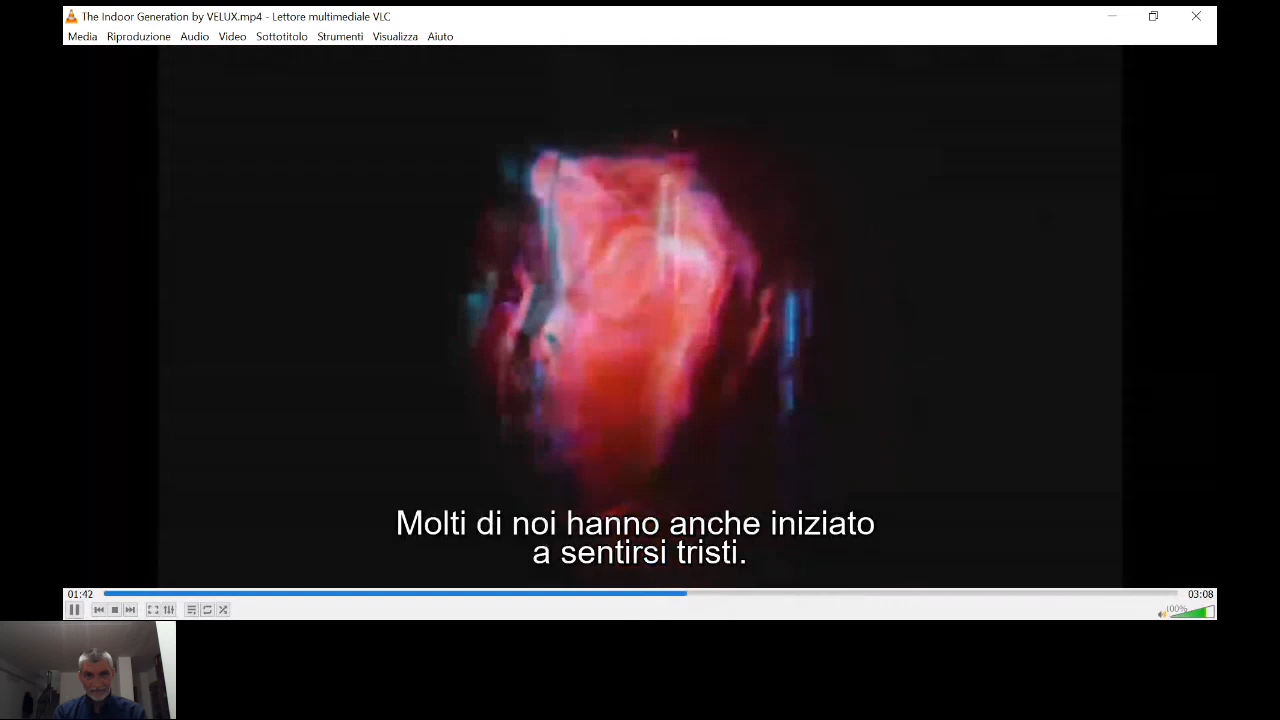 The Indoor Generation by VELUX.mp4 - Lettore multimediale VLC
Media Riproduzione Audio Video Sottotitolo Strumenti Visualizza Aiuto
Molti di noi hanno anche iniziato
a sentirsi tristi.
01:42 03:08
100%